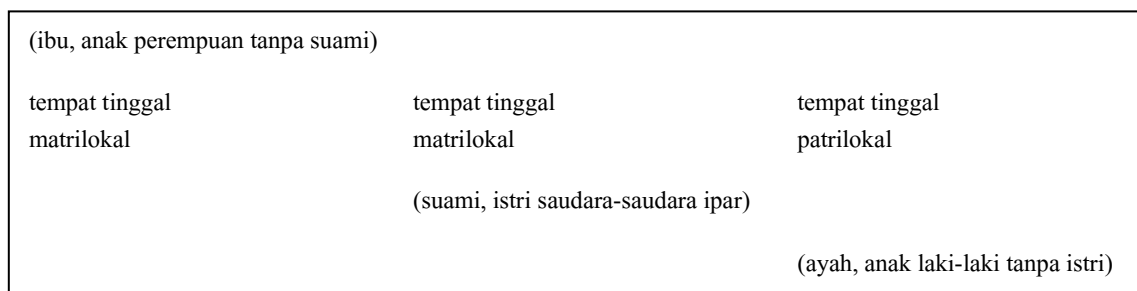 (ibu, anak perempuan tanpa suami)
tempat tinggal tempat tinggal tempat tinggal
matrilokal matrilokal patrilokal
(suami, istri saudara-saudara ipar)
(ayah, anak laki-laki tanpa istri)